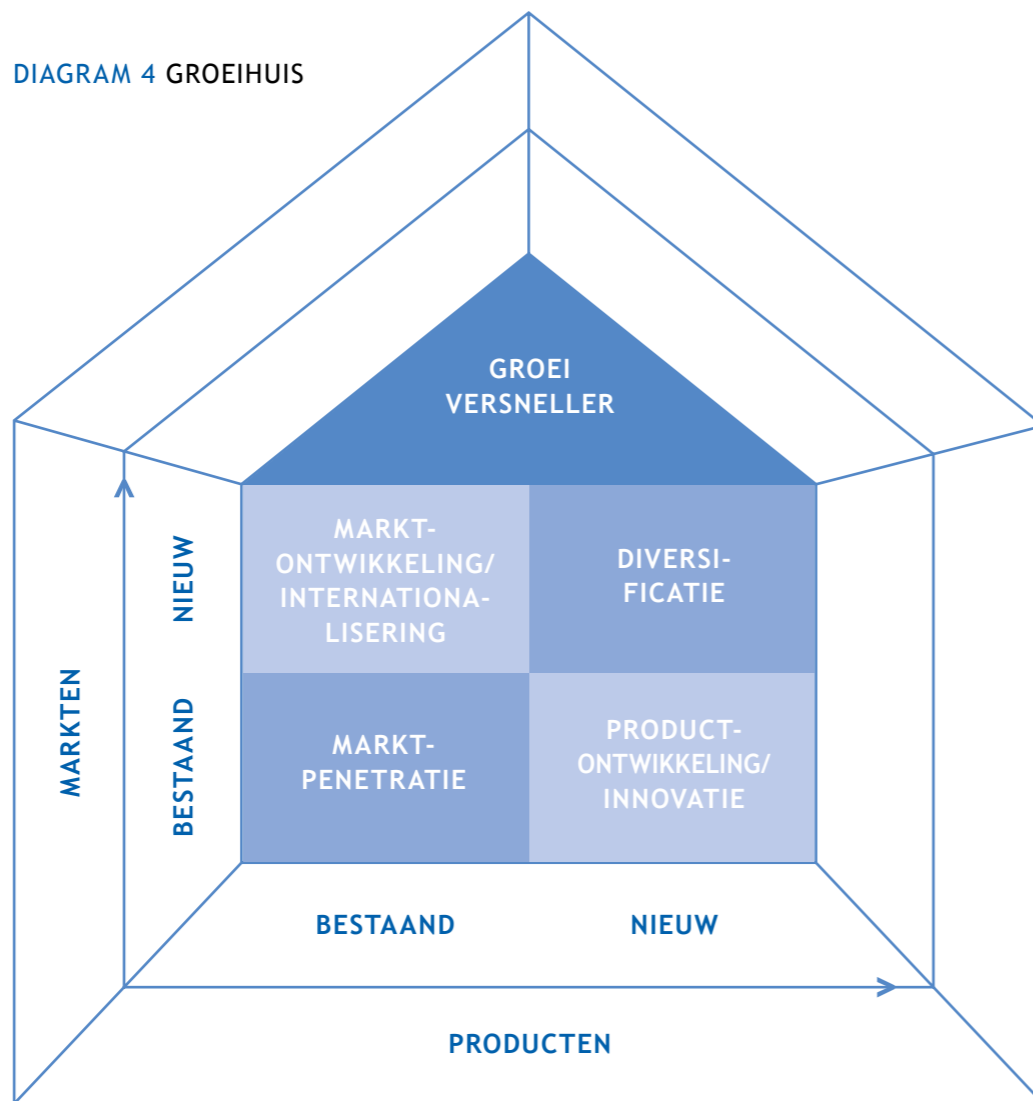 DIAGRAM 4 GROEIHUIS
GROEI
VERSNELLER
MARKTEN
NIEUW
BESTAAND
MARKT-
ONTWIKKELING/
INTERNATIONA-
LISERING
DIVERSI-
FICATIE
MARKT-
PENETRATIE
PRODUCT-
ONTWIKKELING/
INNOVATIE
BESTAAND
NIEUW
PRODUCTEN